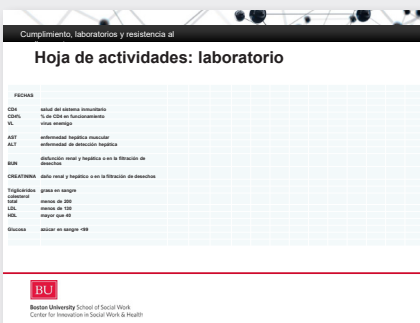 Cumplimiento, laboratorios y resistencia al
Hoja de actividades: laboratorio
FECHAS
CD4 salud del sistema inmunitario
CD4% % de CD4 en funcionamiento
VL virus enemigo
AST enfermedad hepática muscular
ALT enfermedad de detección hepática
disfunción renal y hepática o en la filtración de
BUN desechos
CREATININA daño renal y hepático o en la filtración de desechos
Triglicéridos grasa en sangre
colesterol
total menos de 200
LDL menos de 130
HDL mayor que 40
Glucosa azúcar en sangre <99
BU
Boston University School of Social Work
Center for Innovation in Social Work & Health